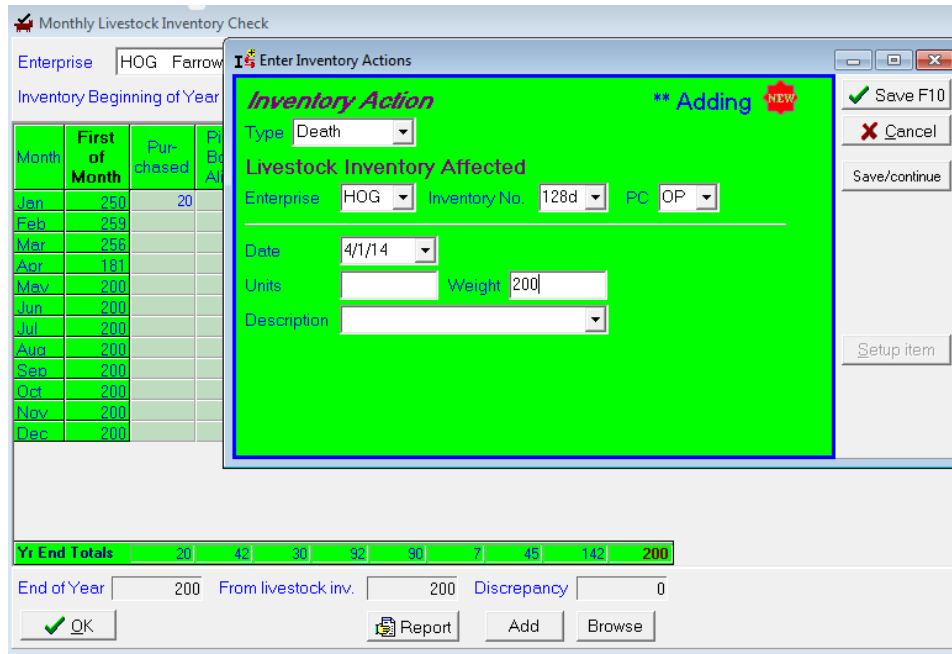 Monthly Livestock Inventory Check
Enterprise HOG Farrow
Inventory Beginning of Year
Enter Inventory Actions
Inventory Action ** Adding NEW
Type Death
Livestock Inventory Affected
Enterprise HOG Inventory No. 128d PC OP
Date 4/1/14
Units Weight 200
Description
Save F10
Cancel
Save/continue
Setup item
Month First of Month Pur-chased Pi Bo Ali
Jan 250 20
Feb 259
Mar 256
Apr 181
May 200
Jun 200
Jul 200
Aug 200
Sep 200
Oct 200
Nov 200
Dec 200
Yr End Totals 20 42 30 92 90 7 45 142 200
End of Year 200 From livestock inv. 200 Discrepancy 0
OK Report Add Browse